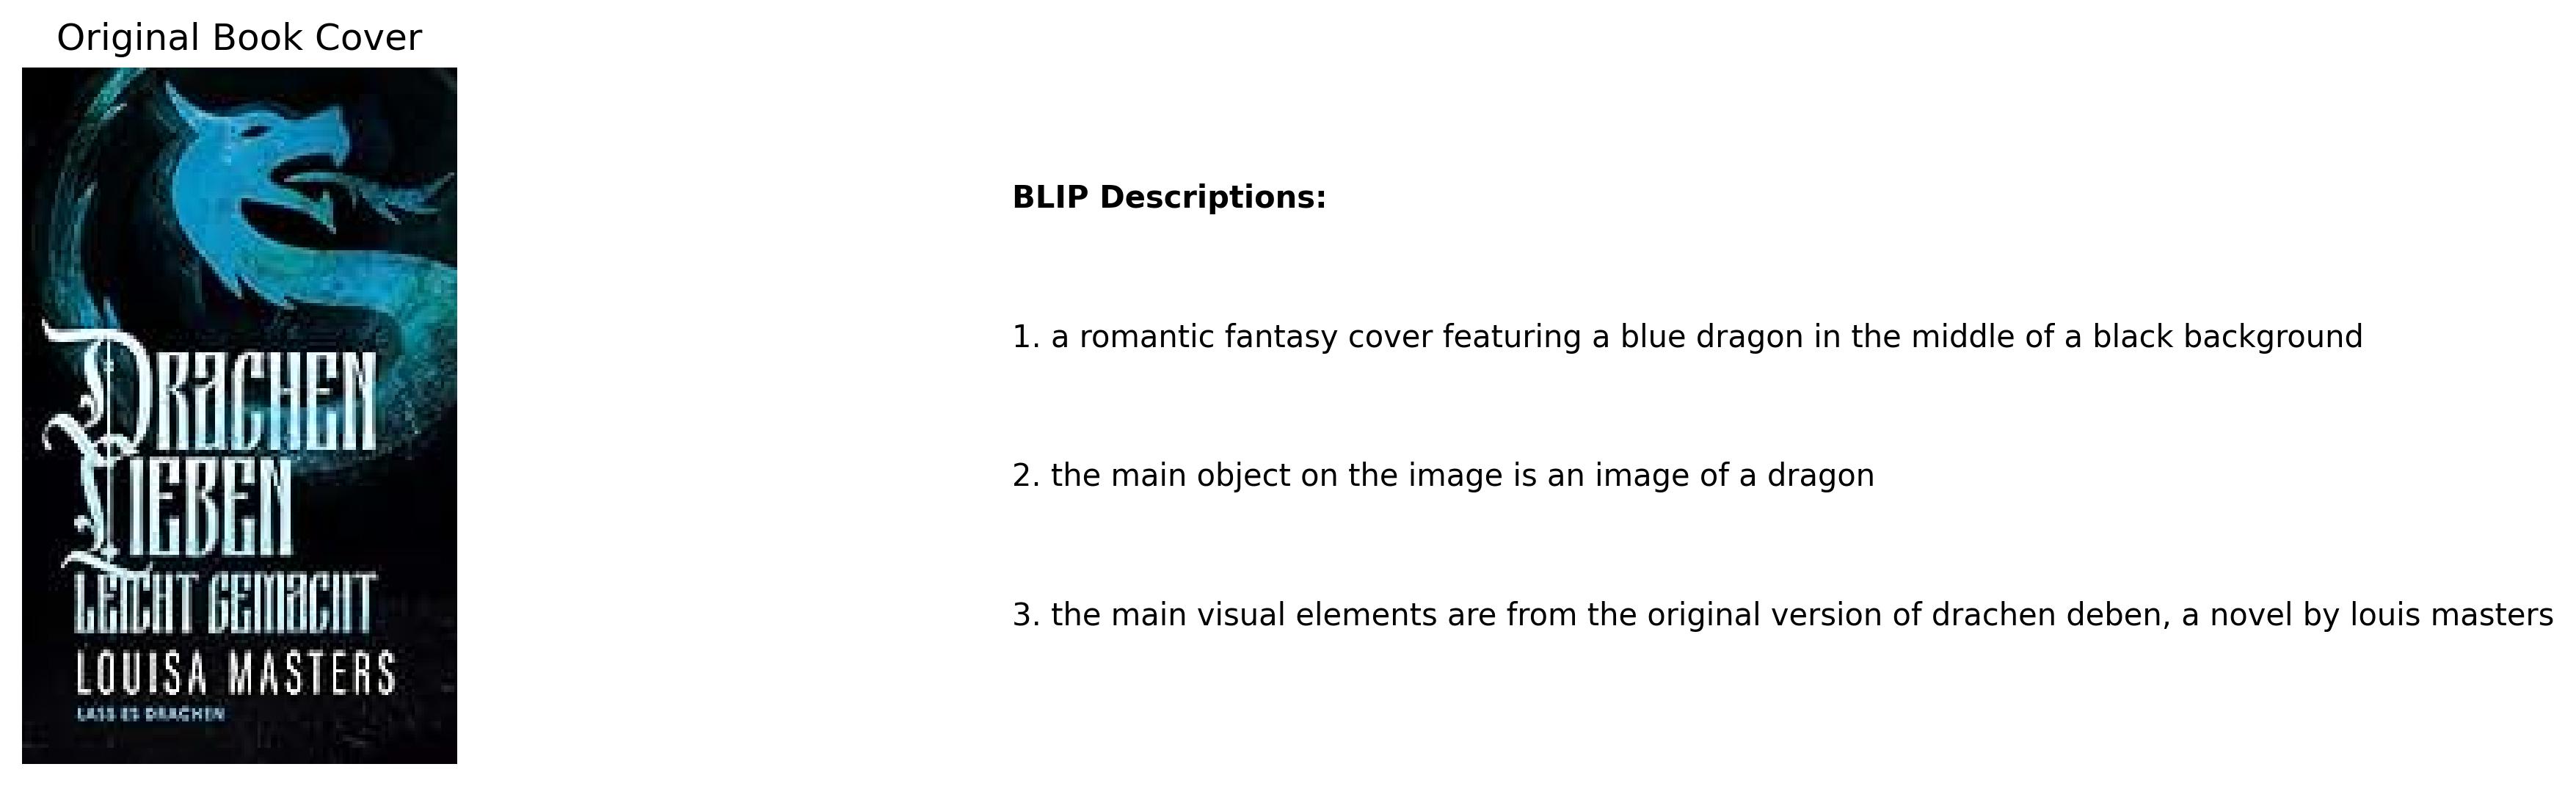 Original Book Cover
DRACHEN
LIEBEN
LEICHT GEMACHT
LOUISA MASTERS
LASS ES DRACHEN
BLIP Descriptions:
1. a romantic fantasy cover featuring a blue dragon in the middle of a black background
2. the main object on the image is an image of a dragon
3. the main visual elements are from the original version of drachen deben, a novel by louis masters